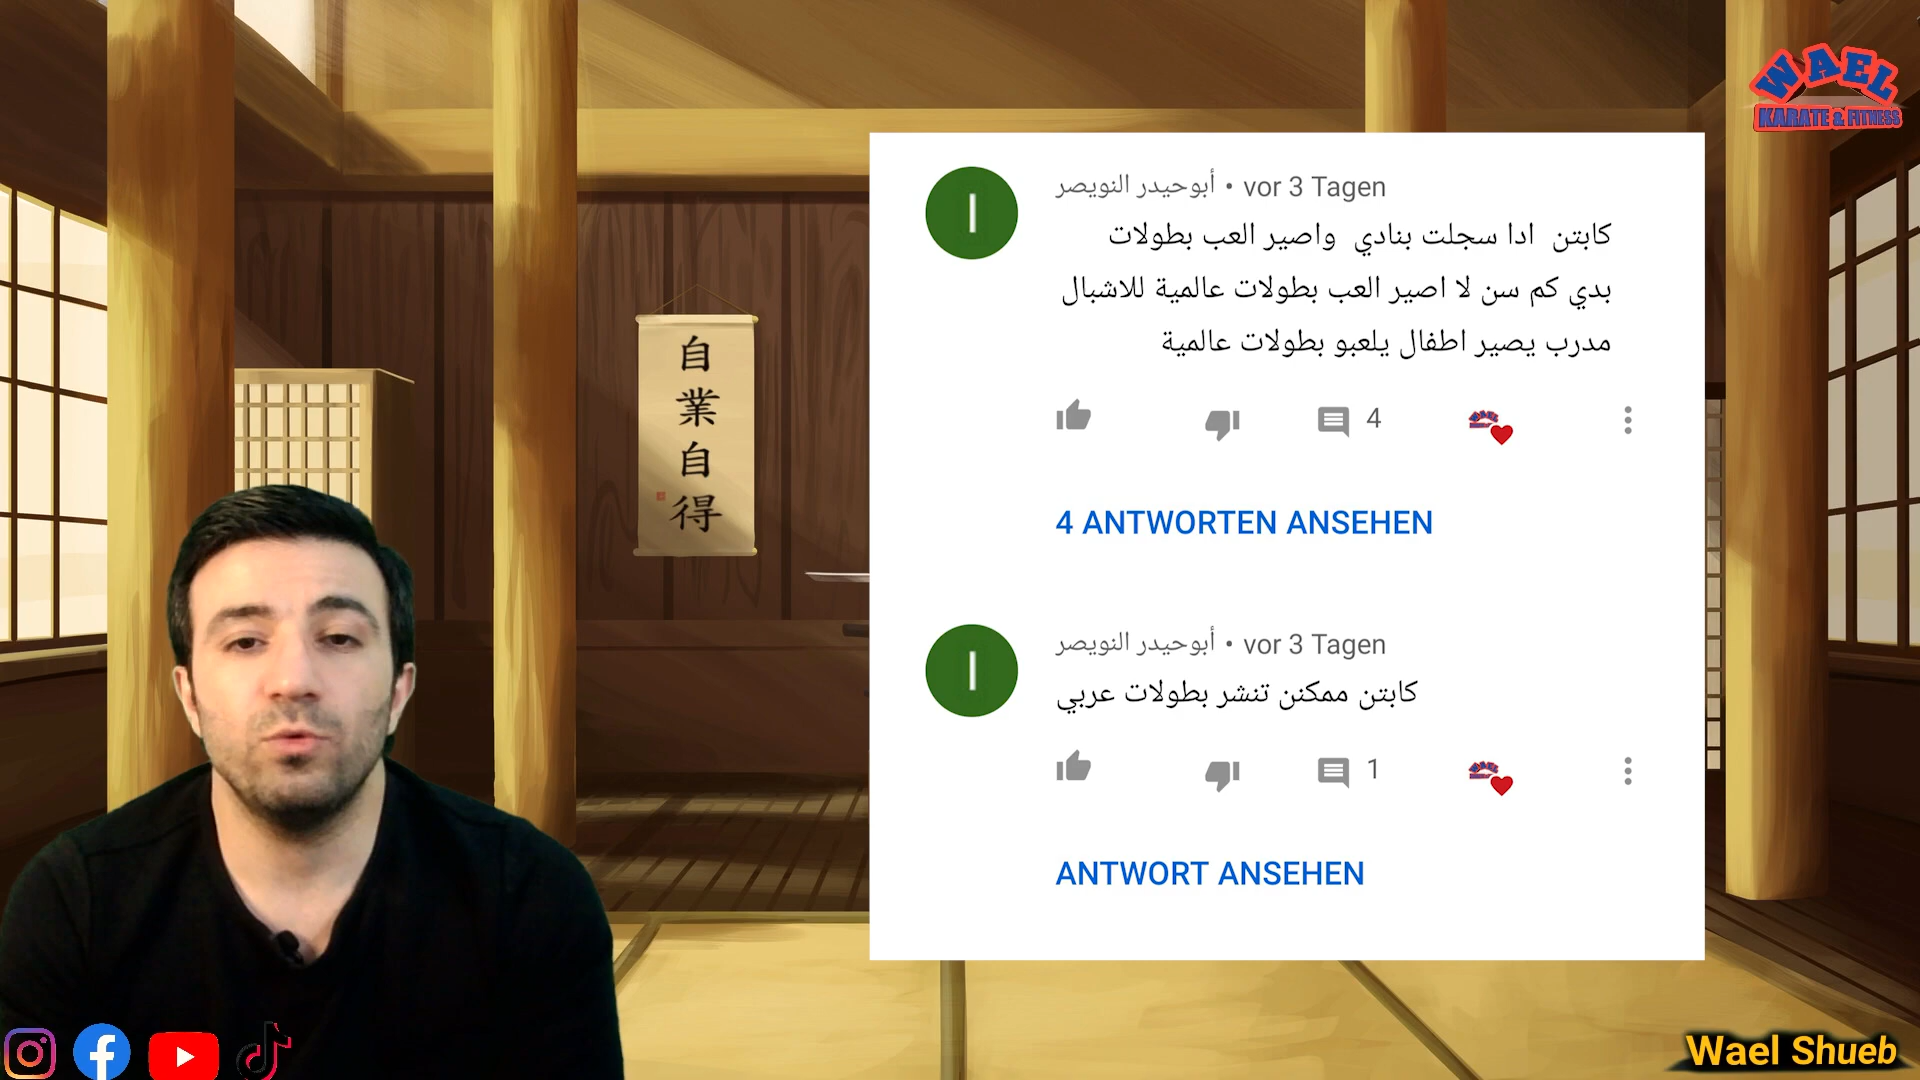 WAEL
KARATE & FITNESS
自
業
自
得
أبوحيدر النويصر • vor 3 Tagen
كابتن ادا سجلت بنادي واصير العب بطولات
بدي كم سن لا اصير العب بطولات عالمية للاشبال
مدرب يصير اطفال يلعبو بطولات عالمية
4
4 ANTWORTEN ANSEHEN
أبوحيدر النويصر • vor 3 Tagen
كابتن ممكنن تنشر بطولات عربي
1
ANTWORT ANSEHEN
Wael Shueb